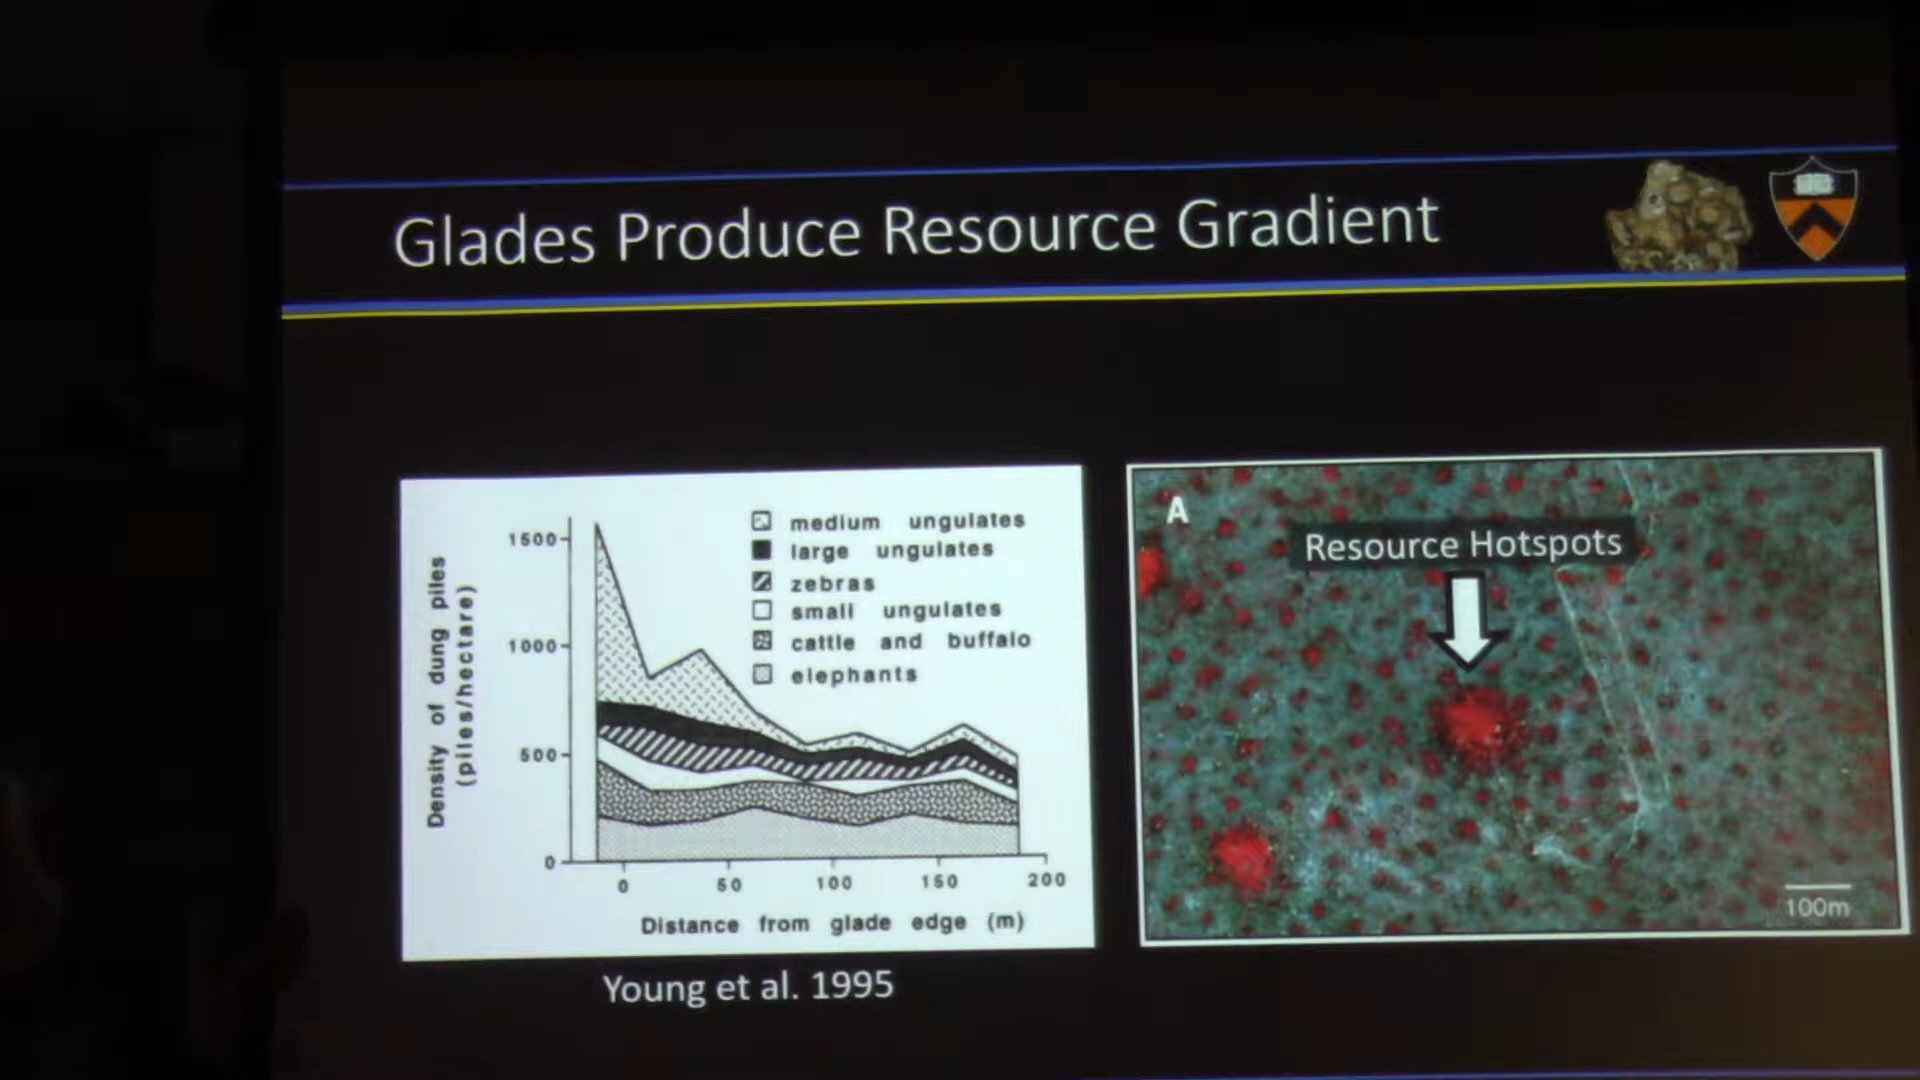 Glades Produce Resource Gradient
Density of dung piles
(piles/hectare)
1500
1000
500
0
medium ungulates
large ungulates
zebras
small ungulates
cattle and buffalo
elephants
0 50 100 150 200
Distance from glade edge (m)
Young et al. 1995
A
Resource Hotspots
100m